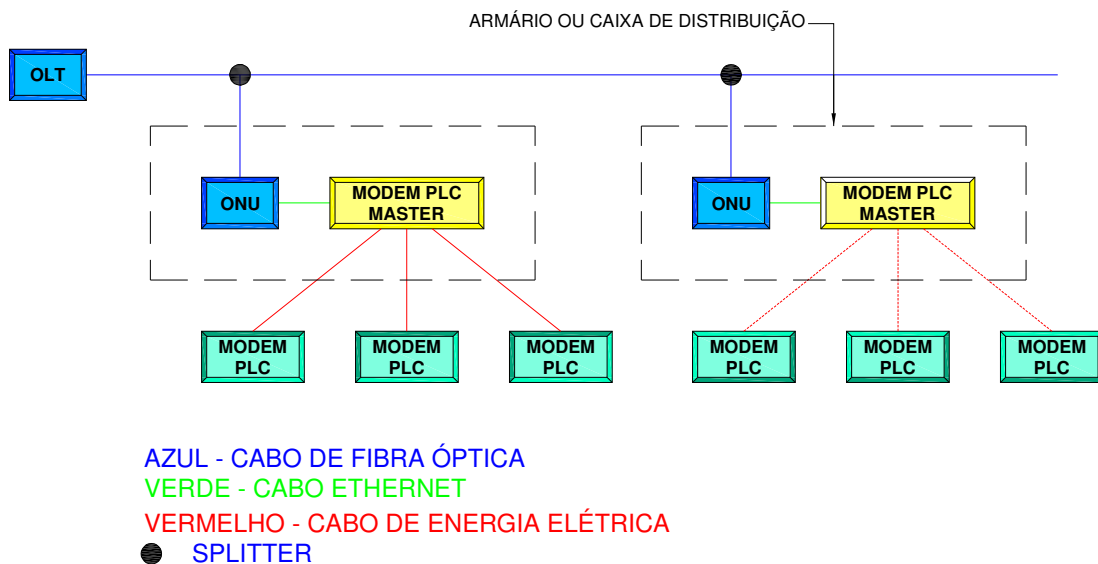 ARMÁRIO OU CAIXA DE DISTRIBUIÇÃO
OLT
ONU
MODEM PLC
MASTER
ONU
MODEM PLC
MASTER
MODEM
PLC
MODEM
PLC
MODEM
PLC
MODEM
PLC
MODEM
PLC
MODEM
PLC
AZUL - CABO DE FIBRA ÓPTICA
VERDE - CABO ETHERNET
VERMELHO - CABO DE ENERGIA ELÉTRICA
SPLITTER